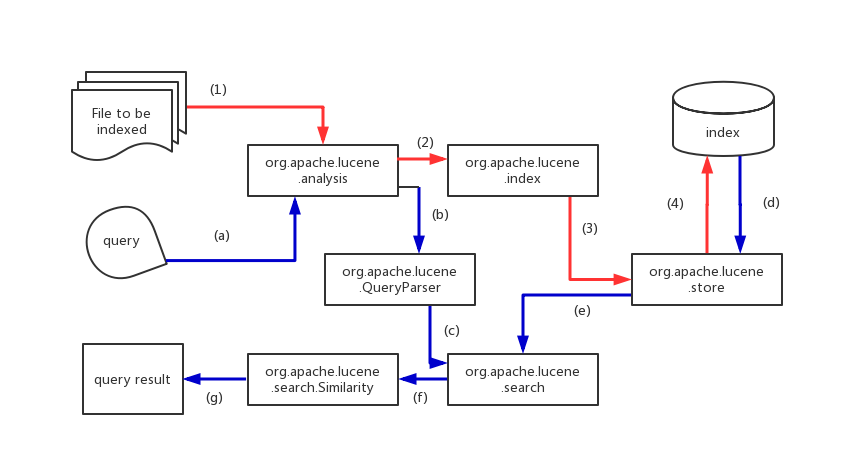 (1)
File to be
indexed
index
(2)
org.apache.lucene
.analysis
org.apache.lucene
.index
(4)
(d)
(b)
(3)
query
(a)
org.apache.lucene
.QueryParser
org.apache.lucene
.store
(e)
(c)
query result
org.apache.lucene
.search.Similarity
org.apache.lucene
.search
(g)
(f)